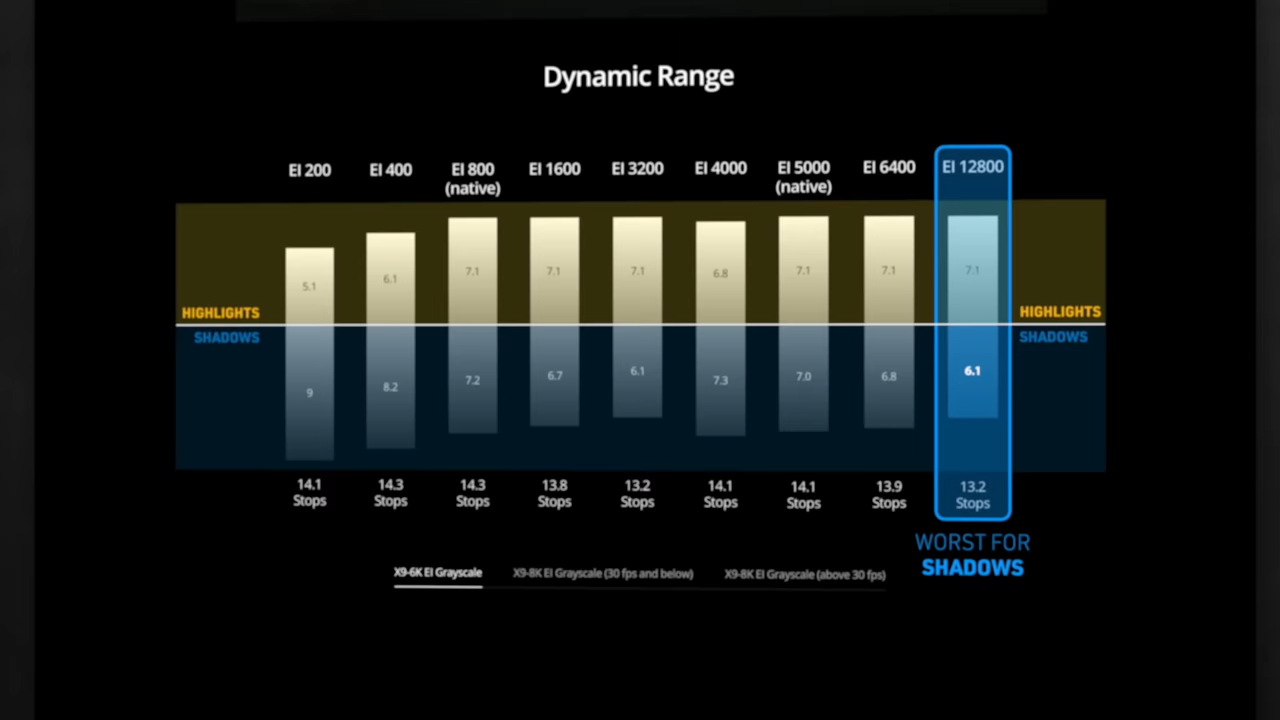 Dynamic Range
EI 200 EI 400 EI 800 EI 1600 EI 3200 EI 4000 EI 5000 EI 6400 EI 12800
(native) (native)
5.1 6.1 7.1 7.1 7.1 6.8 7.1 7.1 7.1
HIGHLIGHTS HIGHLIGHTS
SHADOWS SHADOWS
9 8.2 7.2 6.7 6.1 7.3 7.0 6.8 6.1
14.1 14.3 14.3 13.8 13.2 14.1 14.1 13.9 13.2
Stops Stops Stops Stops Stops Stops Stops Stops Stops
WORST FOR
SHADOWS
X9-6K EI Grayscale X9-8K EI Grayscale (30 fps and below) X9-8K EI Grayscale (above 30 fps)